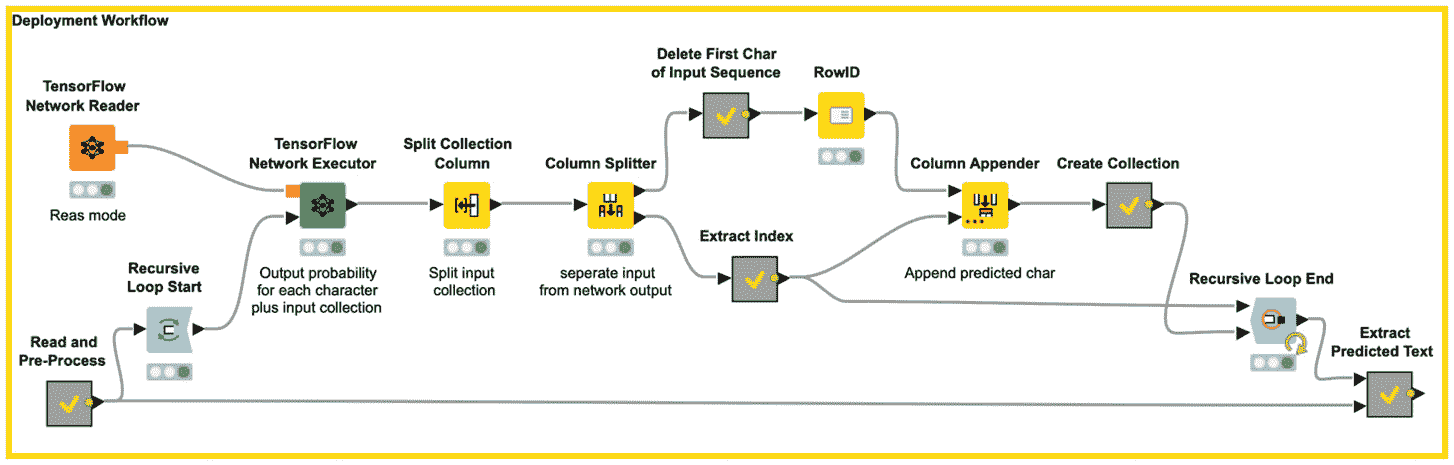 Deployment Workflow
Delete First Char
of Input Sequence
RowID
TensorFlow
Network Reader
TensorFlow
Network Executor
Split Collection
Column
Column Splitter
Column Appender
Create Collection
Reas mode
Extract Index
Recursive
Loop Start
Output probability
for each character
plus input collection
Split input
collection
seperate input
from network output
Append predicted char
Recursive Loop End
Read and
Pre-Process
Extract
Predicted Text